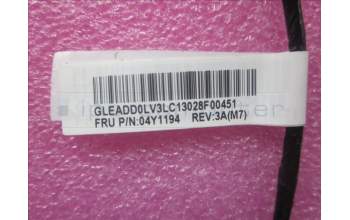 GLEADD0LV3LC13028F00451
FRU P/N:04Y1194 REV:3A(M7)